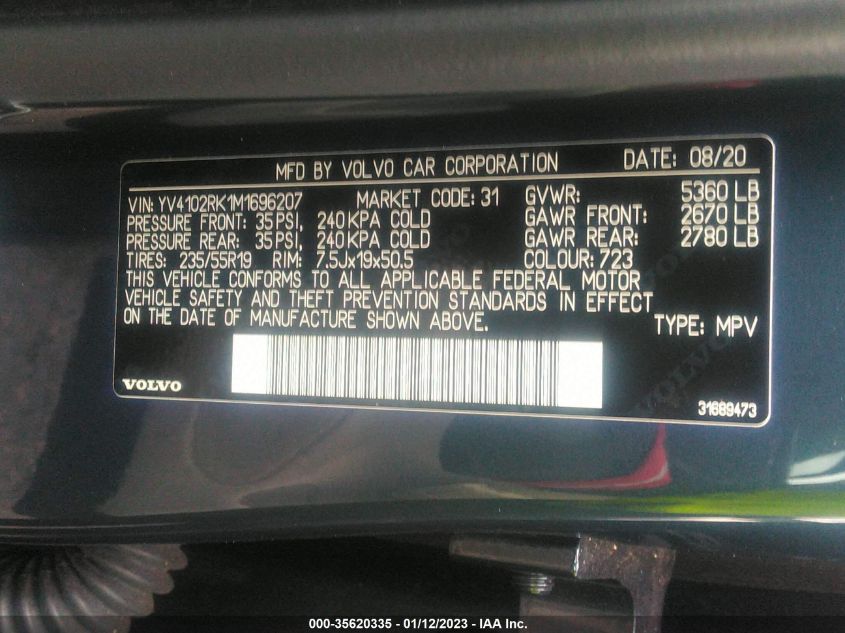 MFD BY VOLVO CAR CORPORATION DATE: 08/20
VIN: YV4102RK1M1696207 MARKET CODE: 31 GVWR: 5360 LB
PRESSURE FRONT: 35 PSI, 240 KPA COLD GAWR FRONT: 2670 LB
PRESSURE REAR: 35 PSI, 240 KPA COLD GAWR REAR: 2780 LB
TIRES: 235/55R19 RIM: 7.5Jx19x50.5 COLOUR: 723
THIS VEHICLE CONFORMS TO ALL APPLICABLE FEDERAL MOTOR
VEHICLE SAFETY AND THEFT PREVENTION STANDARDS IN EFFECT
ON THE DATE OF MANUFACTURE SHOWN ABOVE. TYPE: MPV
VOLVO 31689473
000-35620335 - 01/12/2023 - IAA Inc.